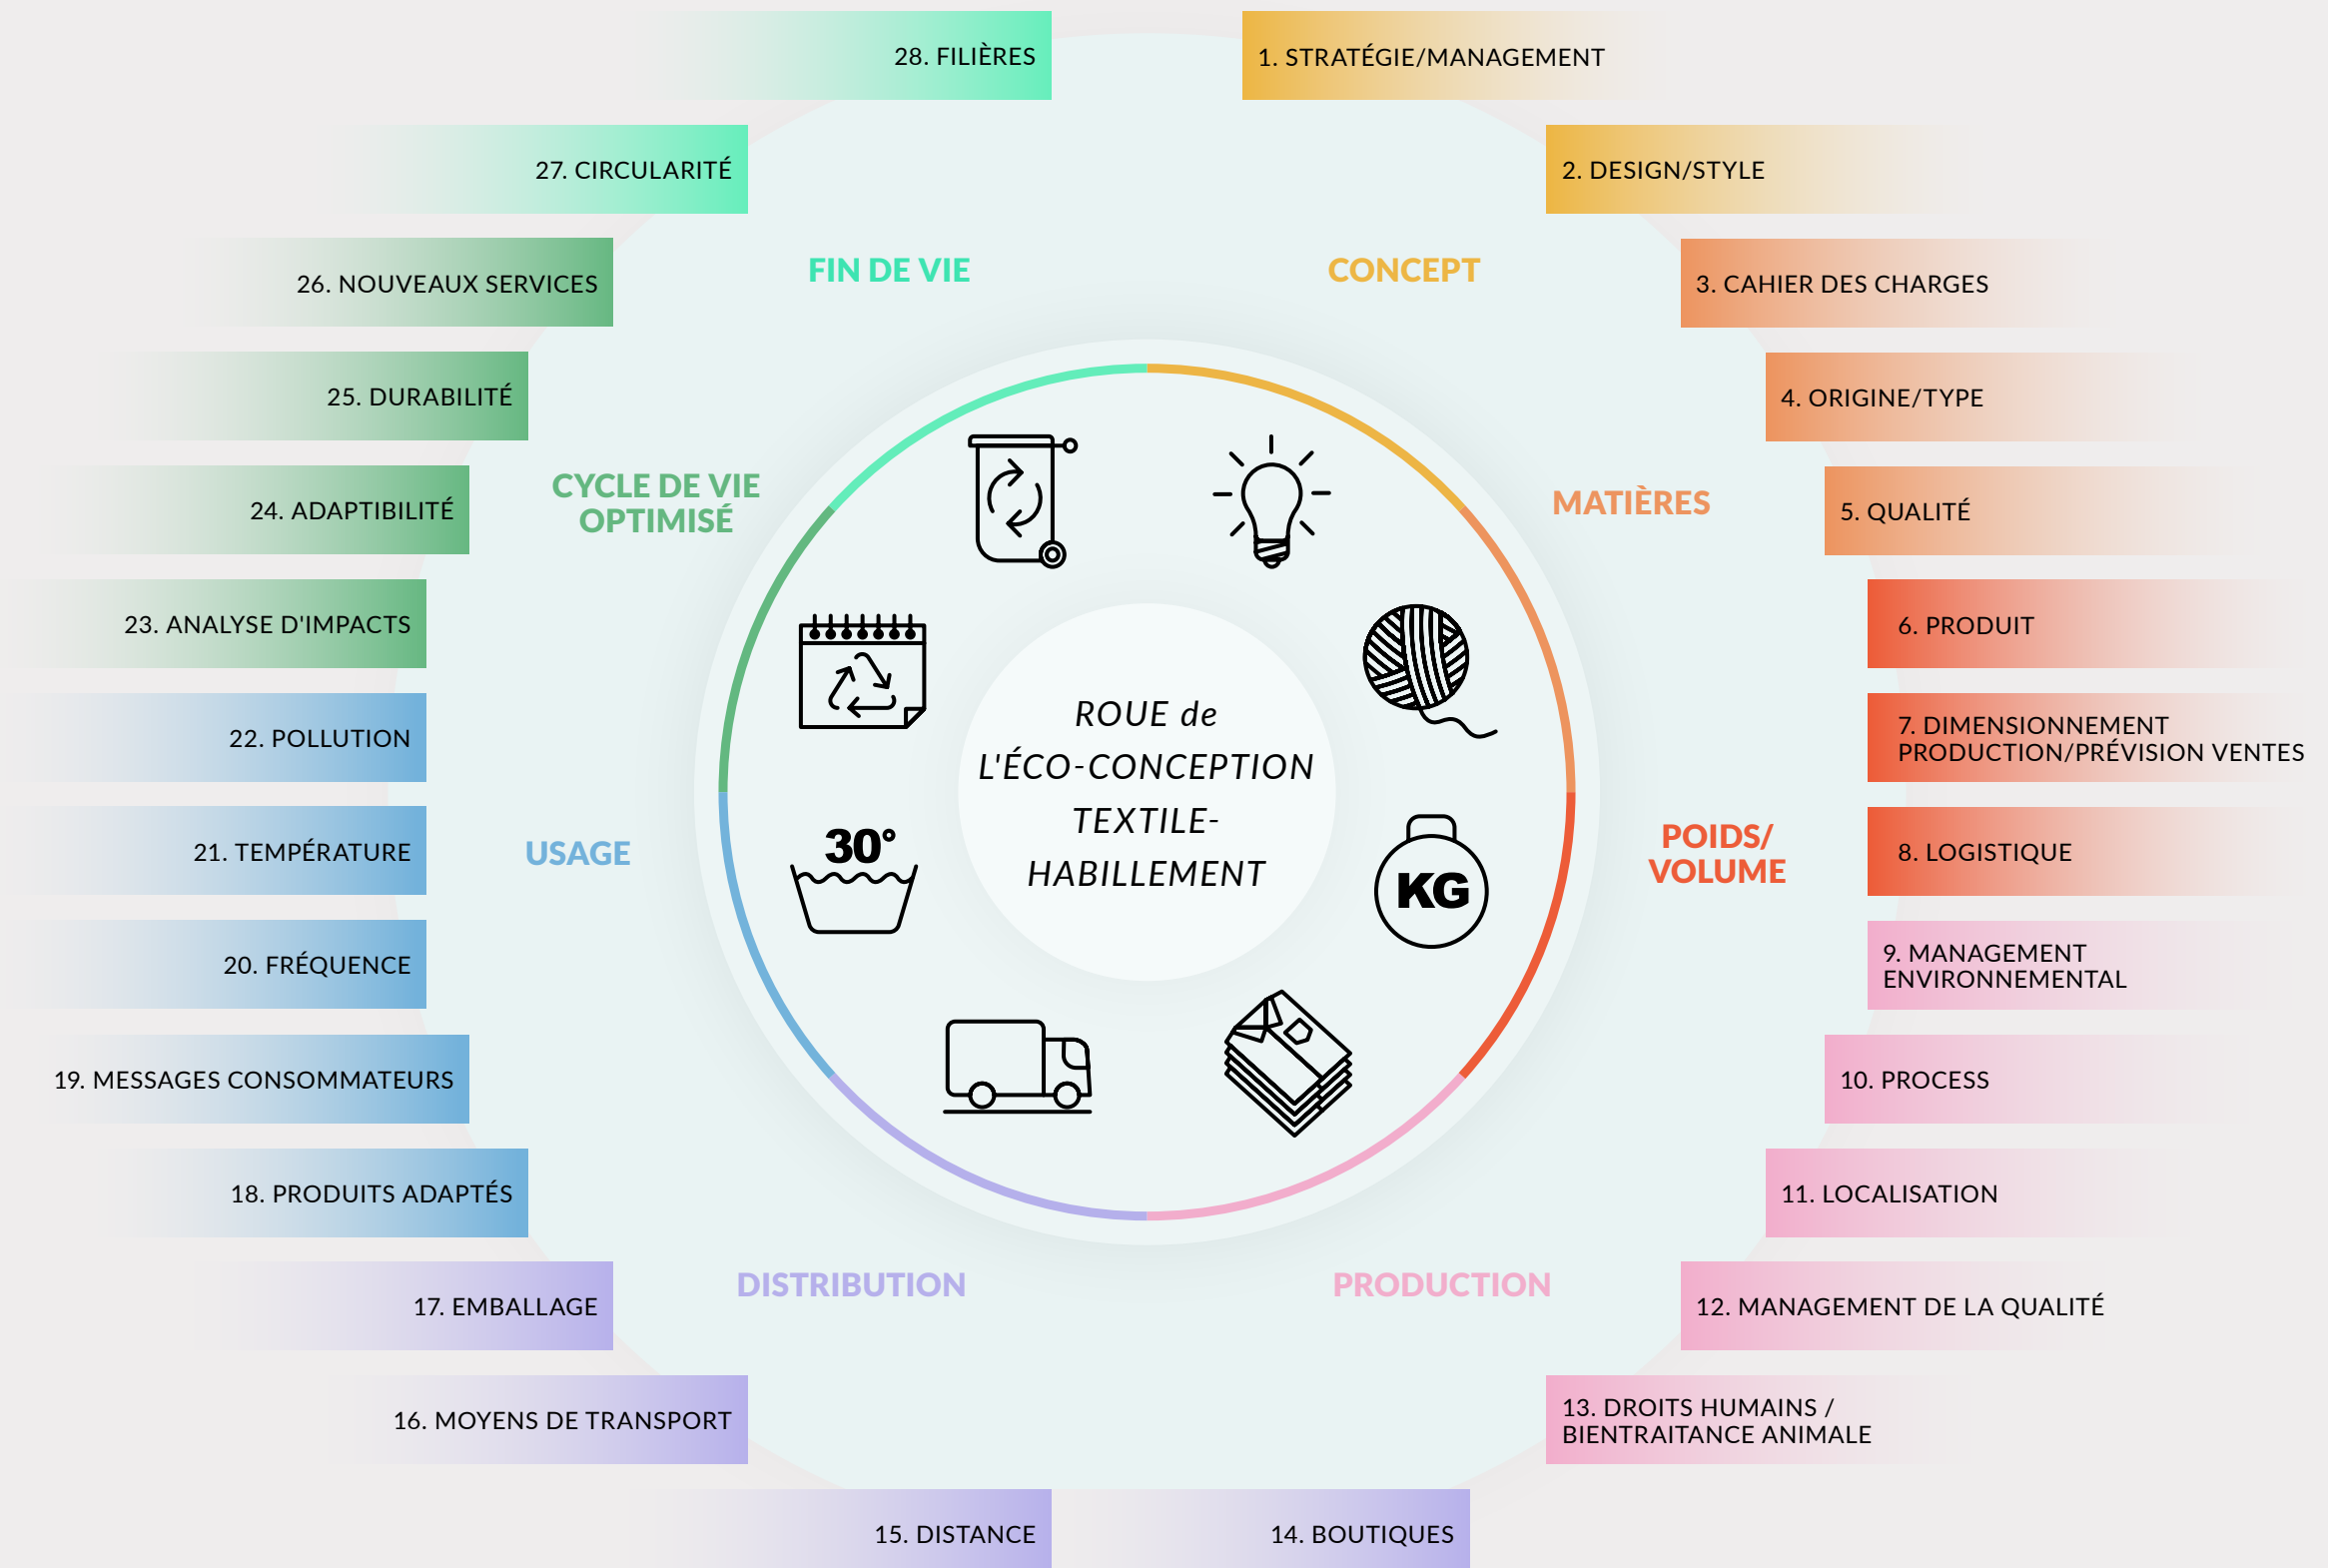 28. FILIÈRES
1. STRATÉGIE/MANAGEMENT
27. CIRCULARITÉ
2. DESIGN/STYLE
26. NOUVEAUX SERVICES
FIN DE VIE
CONCEPT
3. CAHIER DES CHARGES
25. DURABILITÉ
4. ORIGINE/TYPE
24. ADAPTIBILITÉ
CYCLE DE VIE
OPTIMISÉ
MATIÈRES
5. QUALITÉ
23. ANALYSE D'IMPACTS
6. PRODUIT
22. POLLUTION
ROUE de
L'ÉCO-CONCEPTION
TEXTILE-
HABILLEMENT
7. DIMENSIONNEMENT
PRODUCTION/PRÉVISION VENTES
21. TEMPÉRATURE
USAGE
30°
KG
POIDS/
VOLUME
8. LOGISTIQUE
20. FRÉQUENCE
9. MANAGEMENT
ENVIRONNEMENTAL
19. MESSAGES CONSOMMATEURS
10. PROCESS
18. PRODUITS ADAPTÉS
11. LOCALISATION
17. EMBALLAGE
DISTRIBUTION
PRODUCTION
12. MANAGEMENT DE LA QUALITÉ
16. MOYENS DE TRANSPORT
13. DROITS HUMAINS /
BIENTRAITANCE ANIMALE
15. DISTANCE
14. BOUTIQUES